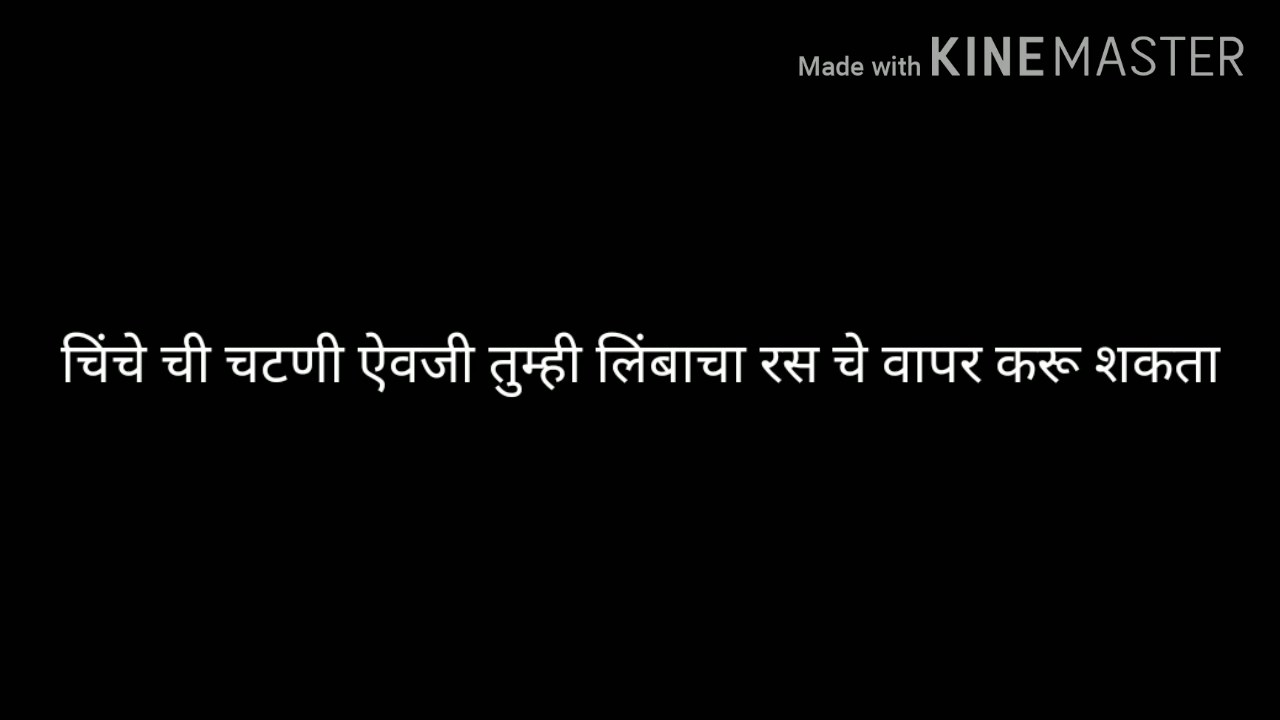 Made with KINEMASTER
चिंचे ची चटणी ऐवजी तुम्ही लिंबाचा रस चे वापर करू शकता